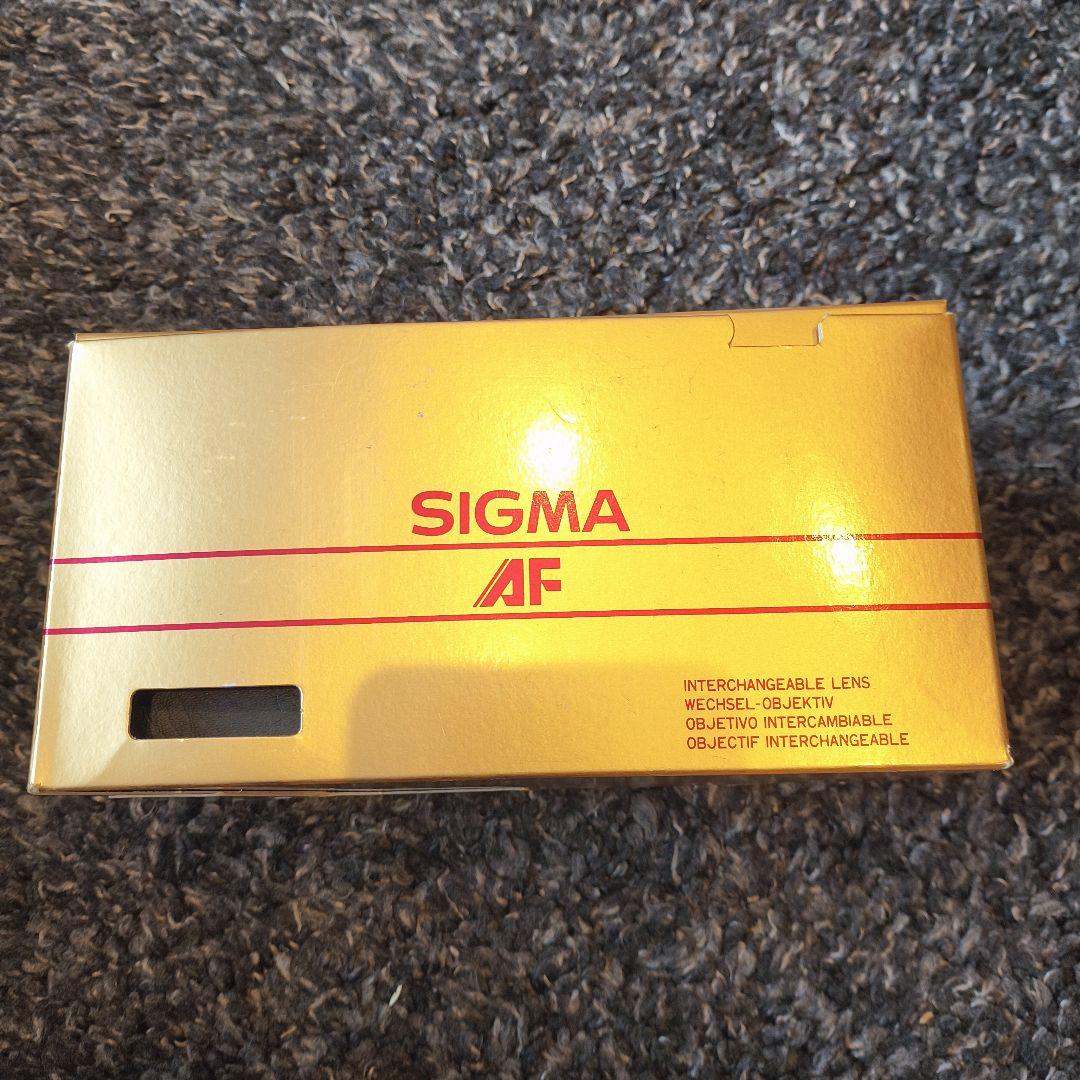 SIGMA
AF
INTERCHANGEABLE LENS
WECHSEL-OBJEKTIV
OBJETIVO INTERCAMBIABLE
OBJECTIF INTERCHANGEABLE